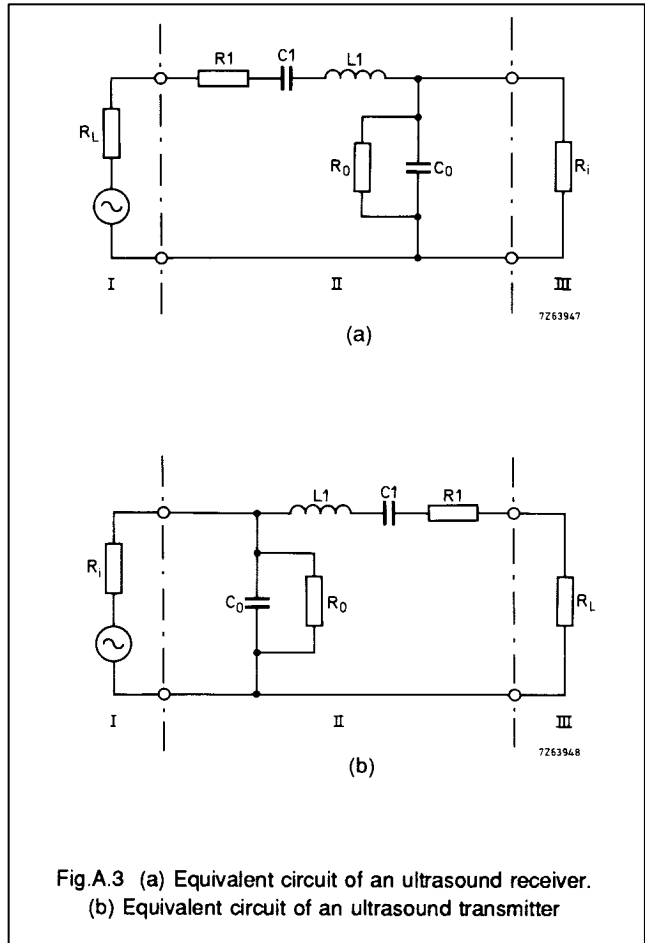 R1 C1 L1
RL R0 C0 Ri
I II III
7Z63947
(a)
L1 C1 R1
Ri C0 R0 RL
I II III
7Z63948
(b)
Fig.A.3 (a) Equivalent circuit of an ultrasound receiver.
(b) Equivalent circuit of an ultrasound transmitter